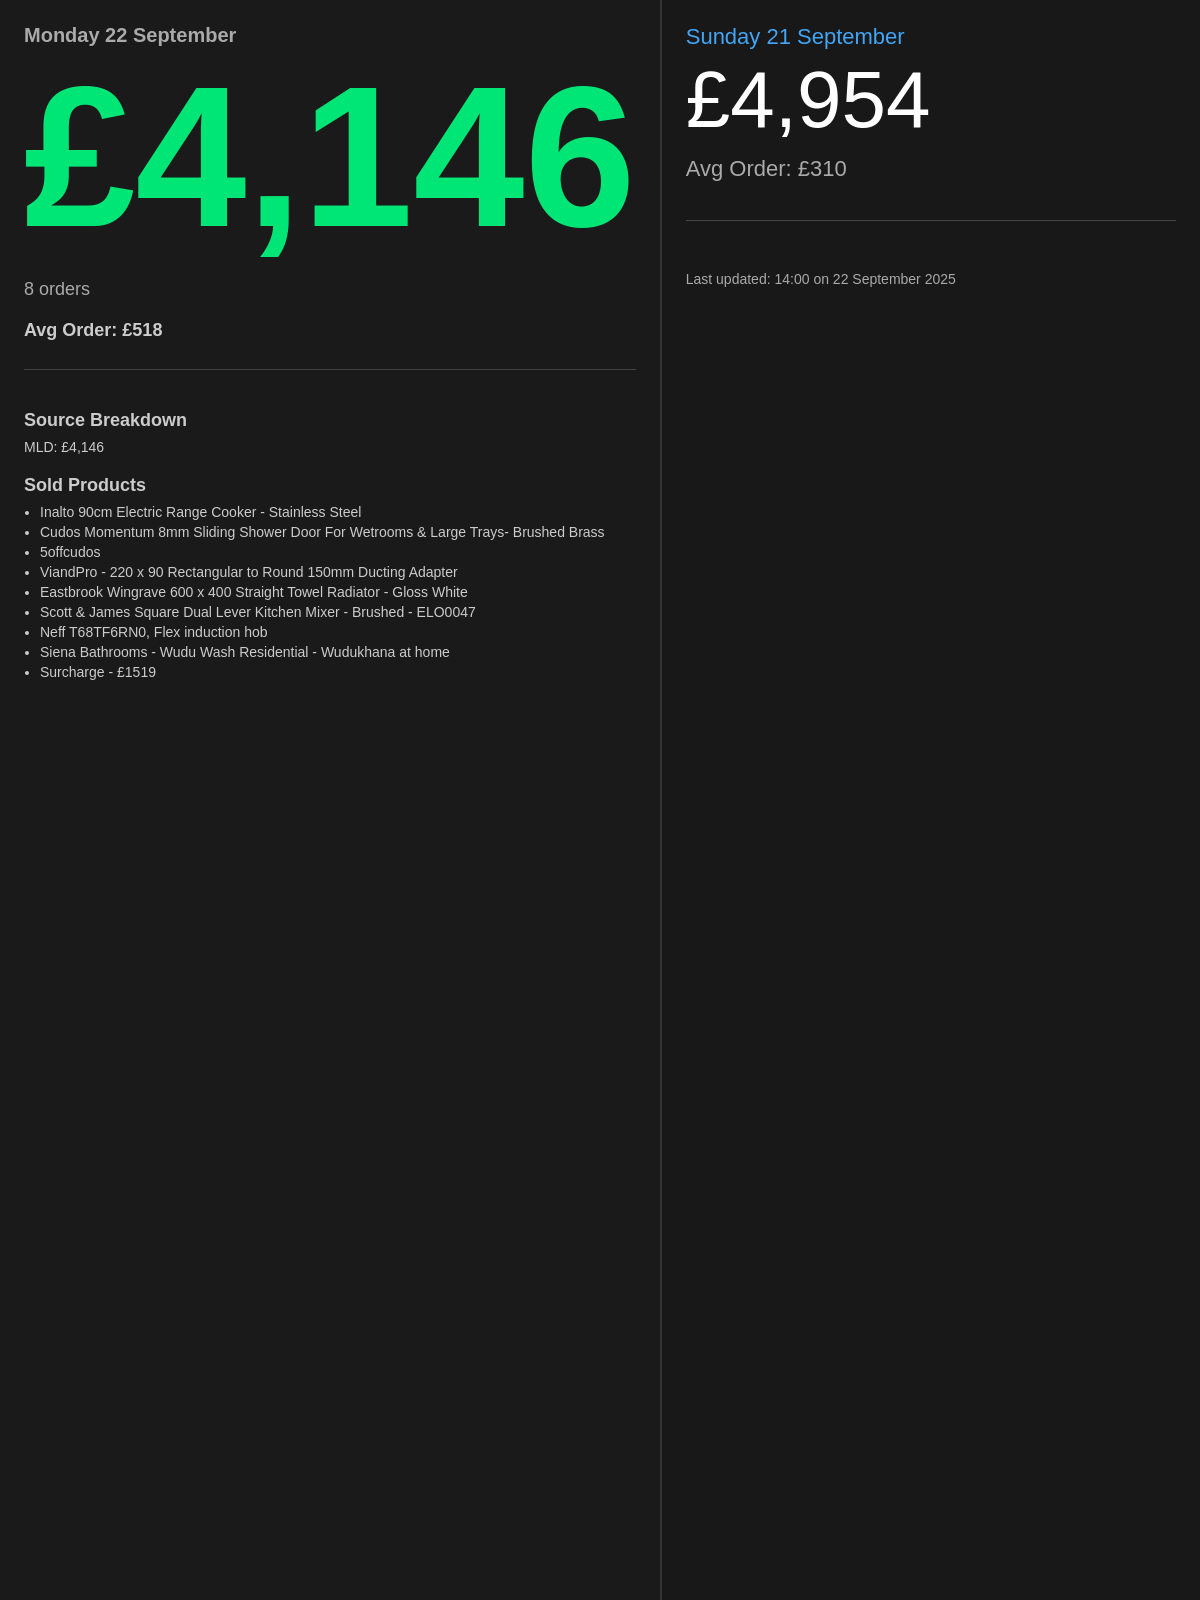 Monday 22 September
£4,146
8 orders
Avg Order: £518
Source Breakdown
MLD: £4,146
Sold Products
• Inalto 90cm Electric Range Cooker - Stainless Steel
• Cudos Momentum 8mm Sliding Shower Door For Wetrooms & Large Trays- Brushed Brass
• 5offcudos
• ViandPro - 220 x 90 Rectangular to Round 150mm Ducting Adapter
• Eastbrook Wingrave 600 x 400 Straight Towel Radiator - Gloss White
• Scott & James Square Dual Lever Kitchen Mixer - Brushed - ELO0047
• Neff T68TF6RN0, Flex induction hob
• Siena Bathrooms - Wudu Wash Residential - Wudukhana at home
• Surcharge - £1519
Sunday 21 September
£4,954
Avg Order: £310
Last updated: 14:00 on 22 September 2025